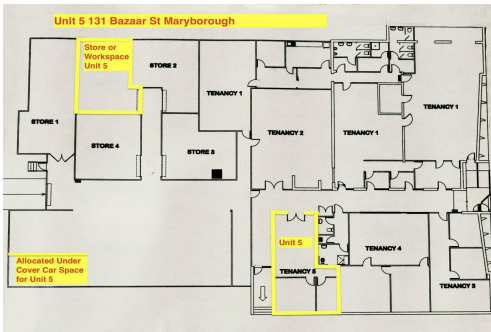 Unit 5 131 Bazaar St Maryborough
Store or
Workspace
Unit 5
STORE 2
TENANCY 1
STORE 1
TENANCY 2
TENANCY 1
TENANCY 1
STORE 4
STORE 3
Unit 5
TENANCY 4
Allocated Under
Cover Car Space
for Unit 5
TENANCY 5
TENANCY 3